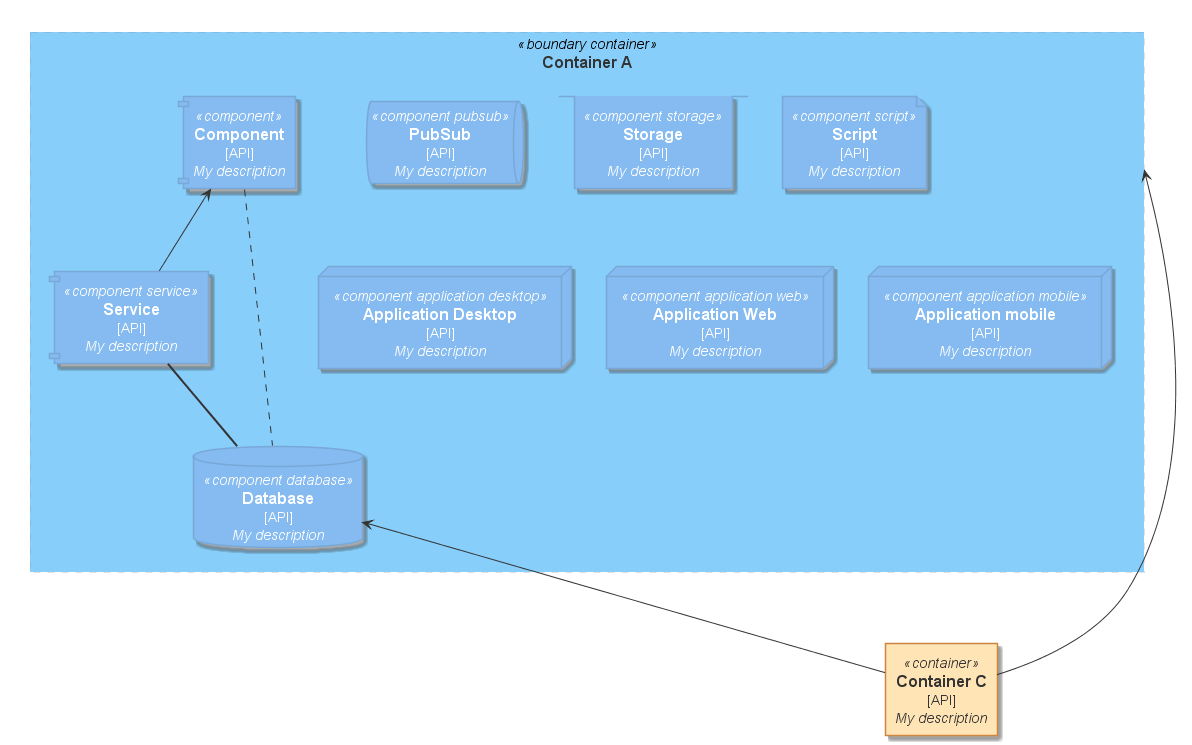 «boundary container»
Container A
«component»
Component
[API]
My description
«component pubsub»
PubSub
[API]
My description
«component storage»
Storage
[API]
My description
«component script»
Script
[API]
My description
«component service»
Service
[API]
My description
«component application desktop»
Application Desktop
[API]
My description
«component application web»
Application Web
[API]
My description
«component application mobile»
Application mobile
[API]
My description
«component database»
Database
[API]
My description
«container»
Container C
[API]
My description